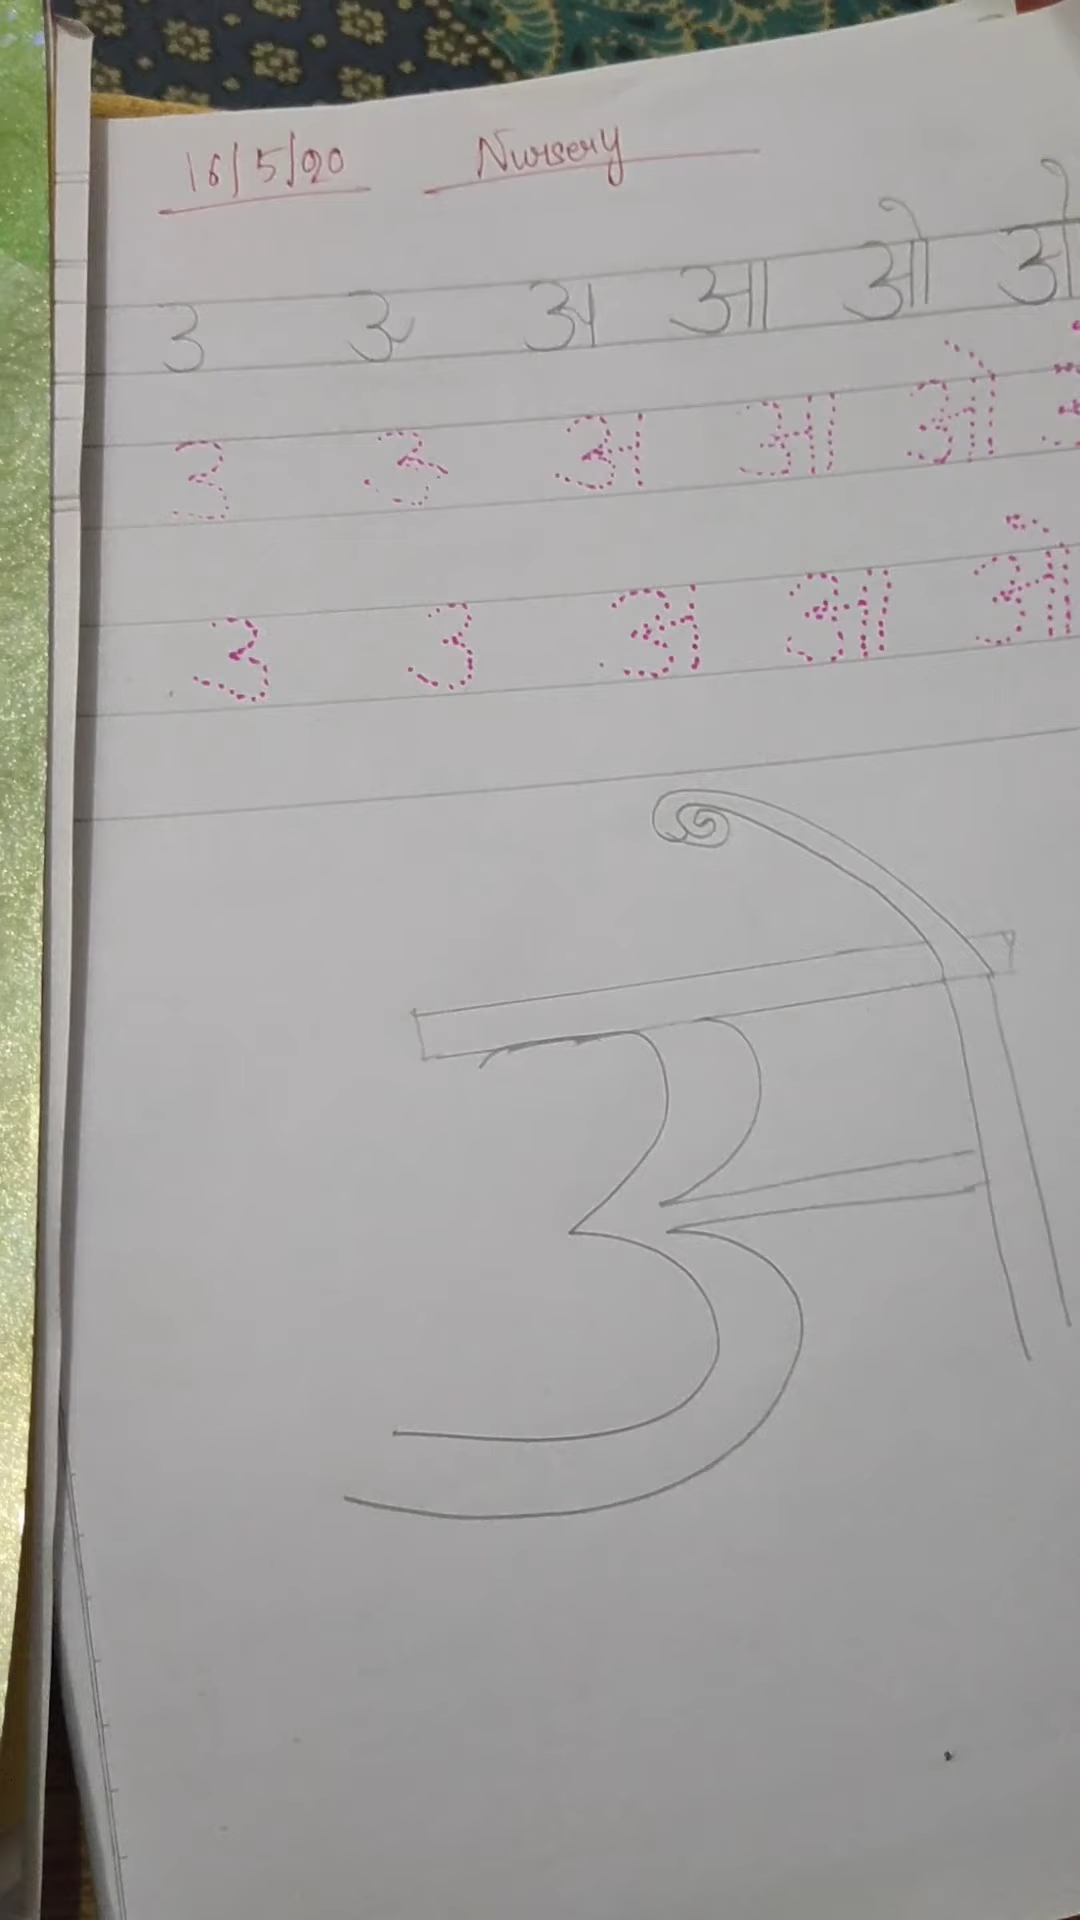 16/5/20 Nursery
उ ऊ अ आ ओ
उ ऊ अ आ ओ
उ उ अ आ ओ